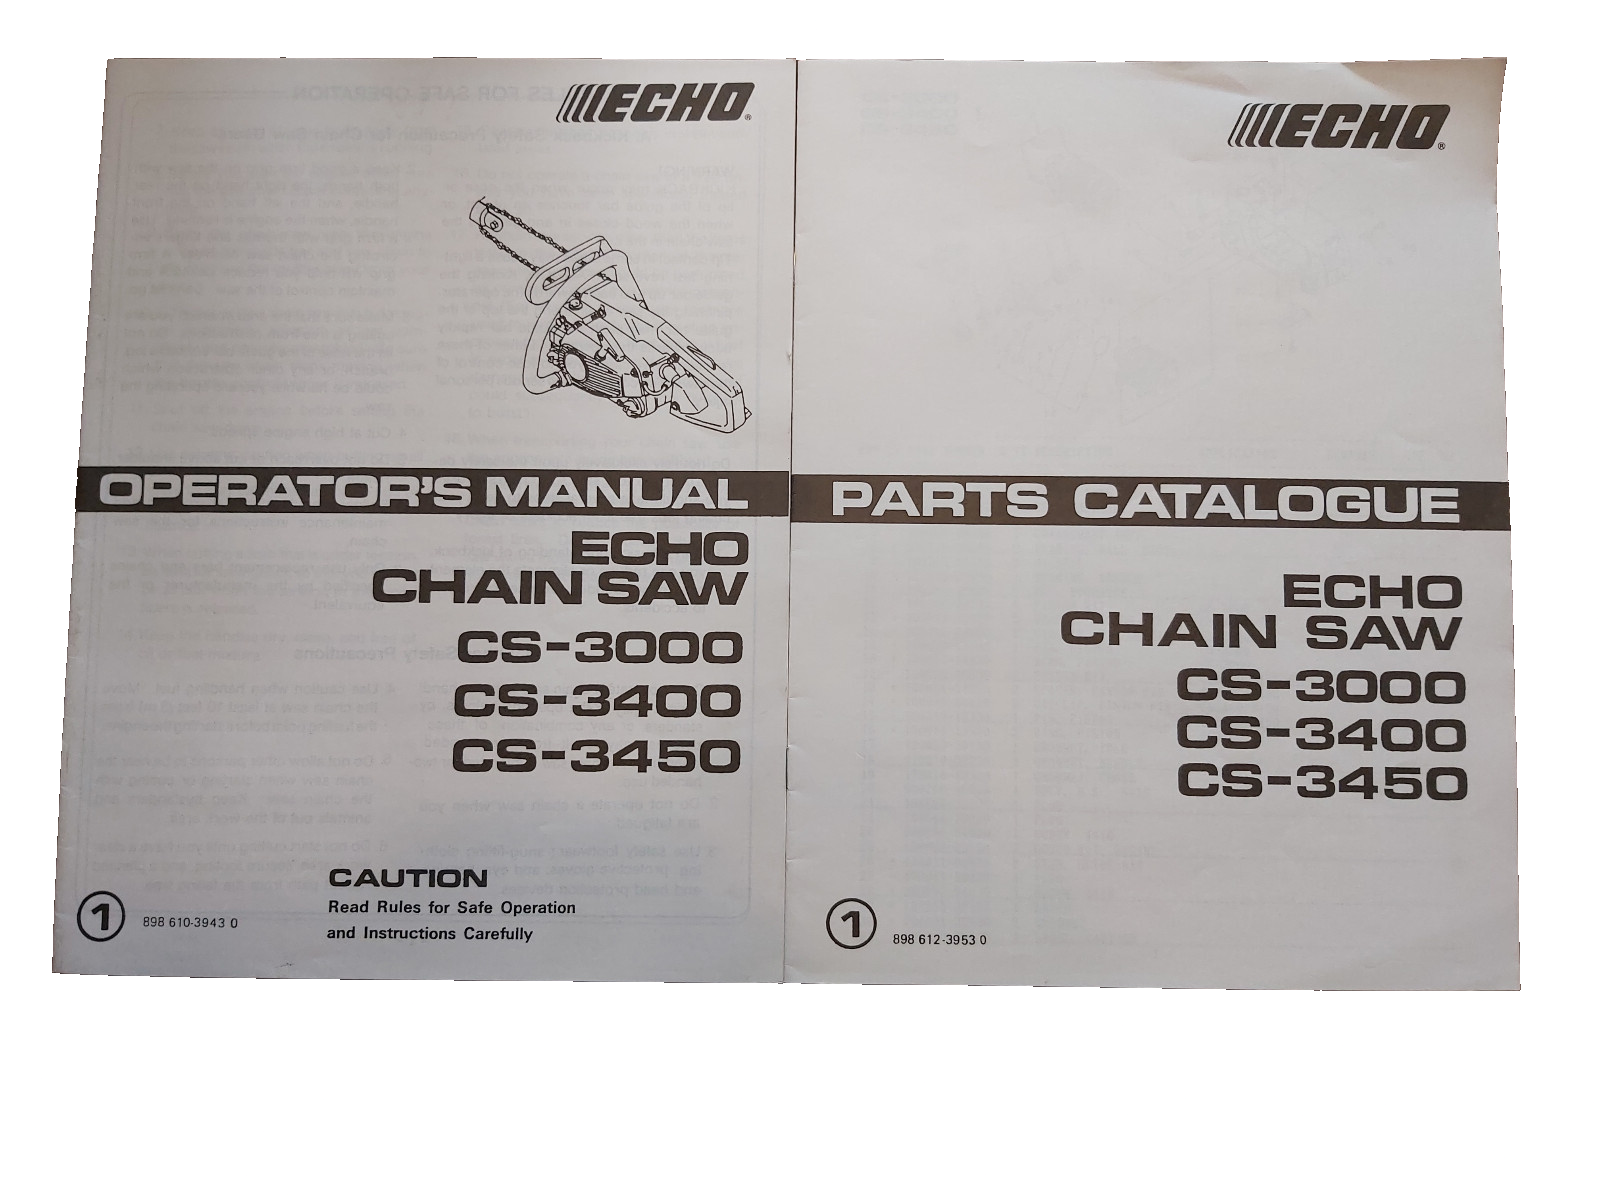 ECHO®
OPERATOR'S MANUAL
ECHO
CHAIN SAW
CS-3000
CS-3400
CS-3450
CAUTION
Read Rules for Safe Operation
and Instructions Carefully
1
898 610-3943 0
ECHO®
PARTS CATALOGUE
ECHO
CHAIN SAW
CS-3000
CS-3400
CS-3450
1
898 612-3953 0